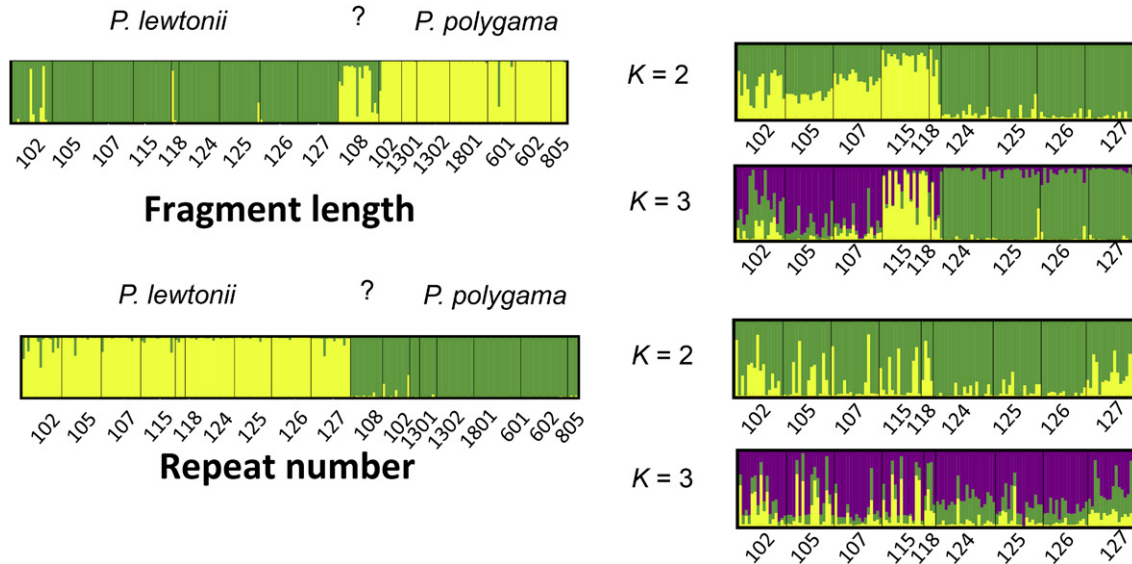 P. lewtonii ? P. polygama
102 105 107 115 118 124 125 126 127 108 102 1301 1302 1801 601 602 805
Fragment length
P. lewtonii ? P. polygama
102 105 107 115 118 124 125 126 127 108 102 1301 1302 1801 601 602 805
Repeat number
K = 2
102 105 107 115 118 124 125 126 127
K = 3
102 105 107 115 118 124 125 126 127
K = 2
102 105 107 115 118 124 125 126 127
K = 3
102 105 107 115 118 124 125 126 127